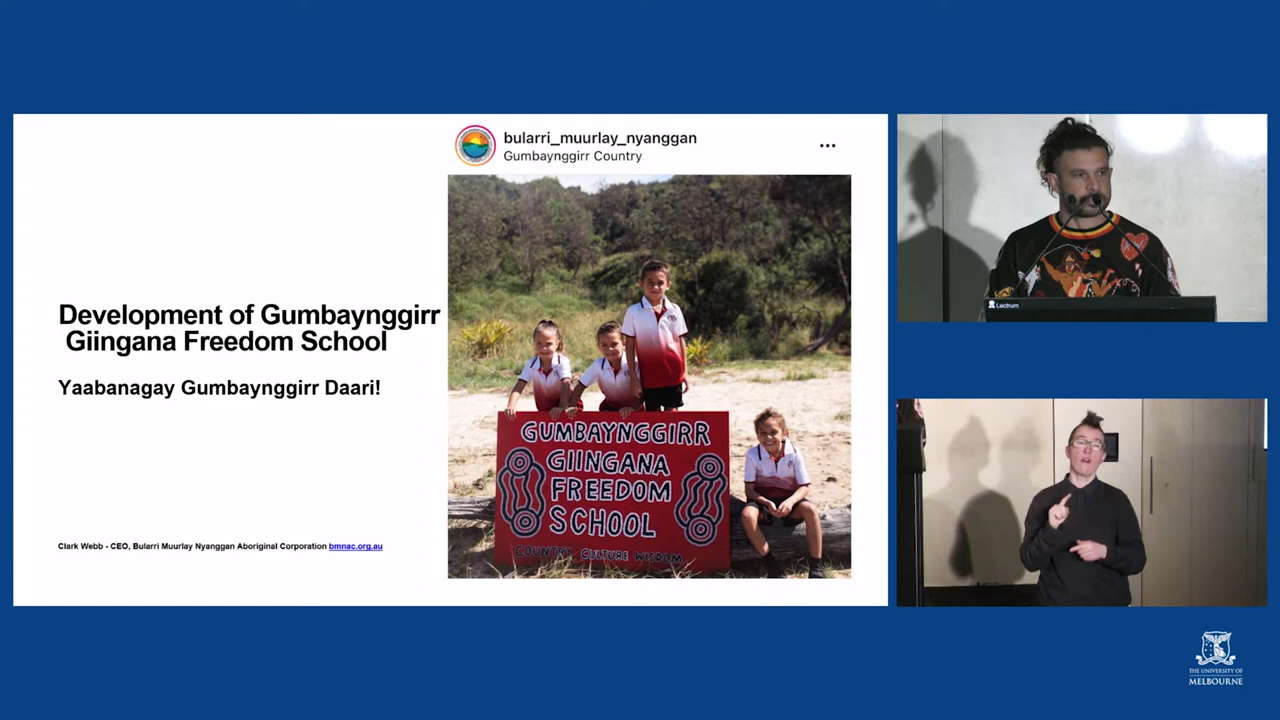 bularri_muurlay_nyanggan
Gumbaynggirr Country
Development of Gumbaynggirr
Giingana Freedom School
Yaabanagay Gumbaynggirr Daari!
GUMBAYNGGIRR
GIINGANA
FREEDOM
SCHOOL
COUNTRY CULTURE WISDOM
Clark Webb - CEO, Bularri Muurlay Nyanggan Aboriginal Corporation bmnac.org.au
Lectrum
THE UNIVERSITY OF
MELBOURNE